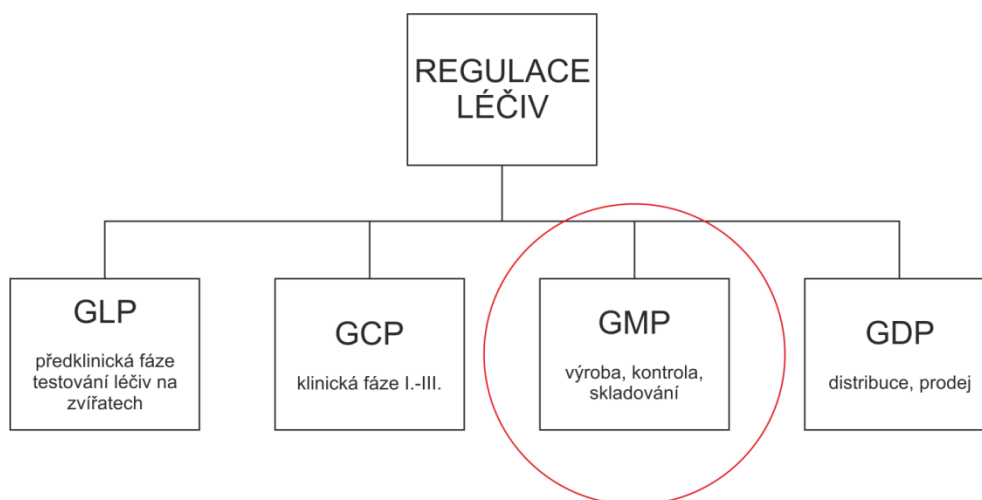 REGULACE
LÉČIV
GLP
předklinická fáze
testování léčiv na
zvířatech
GCP
klinická fáze I.-III.
GMP
výroba, kontrola,
skladování
GDP
distribuce, prodej